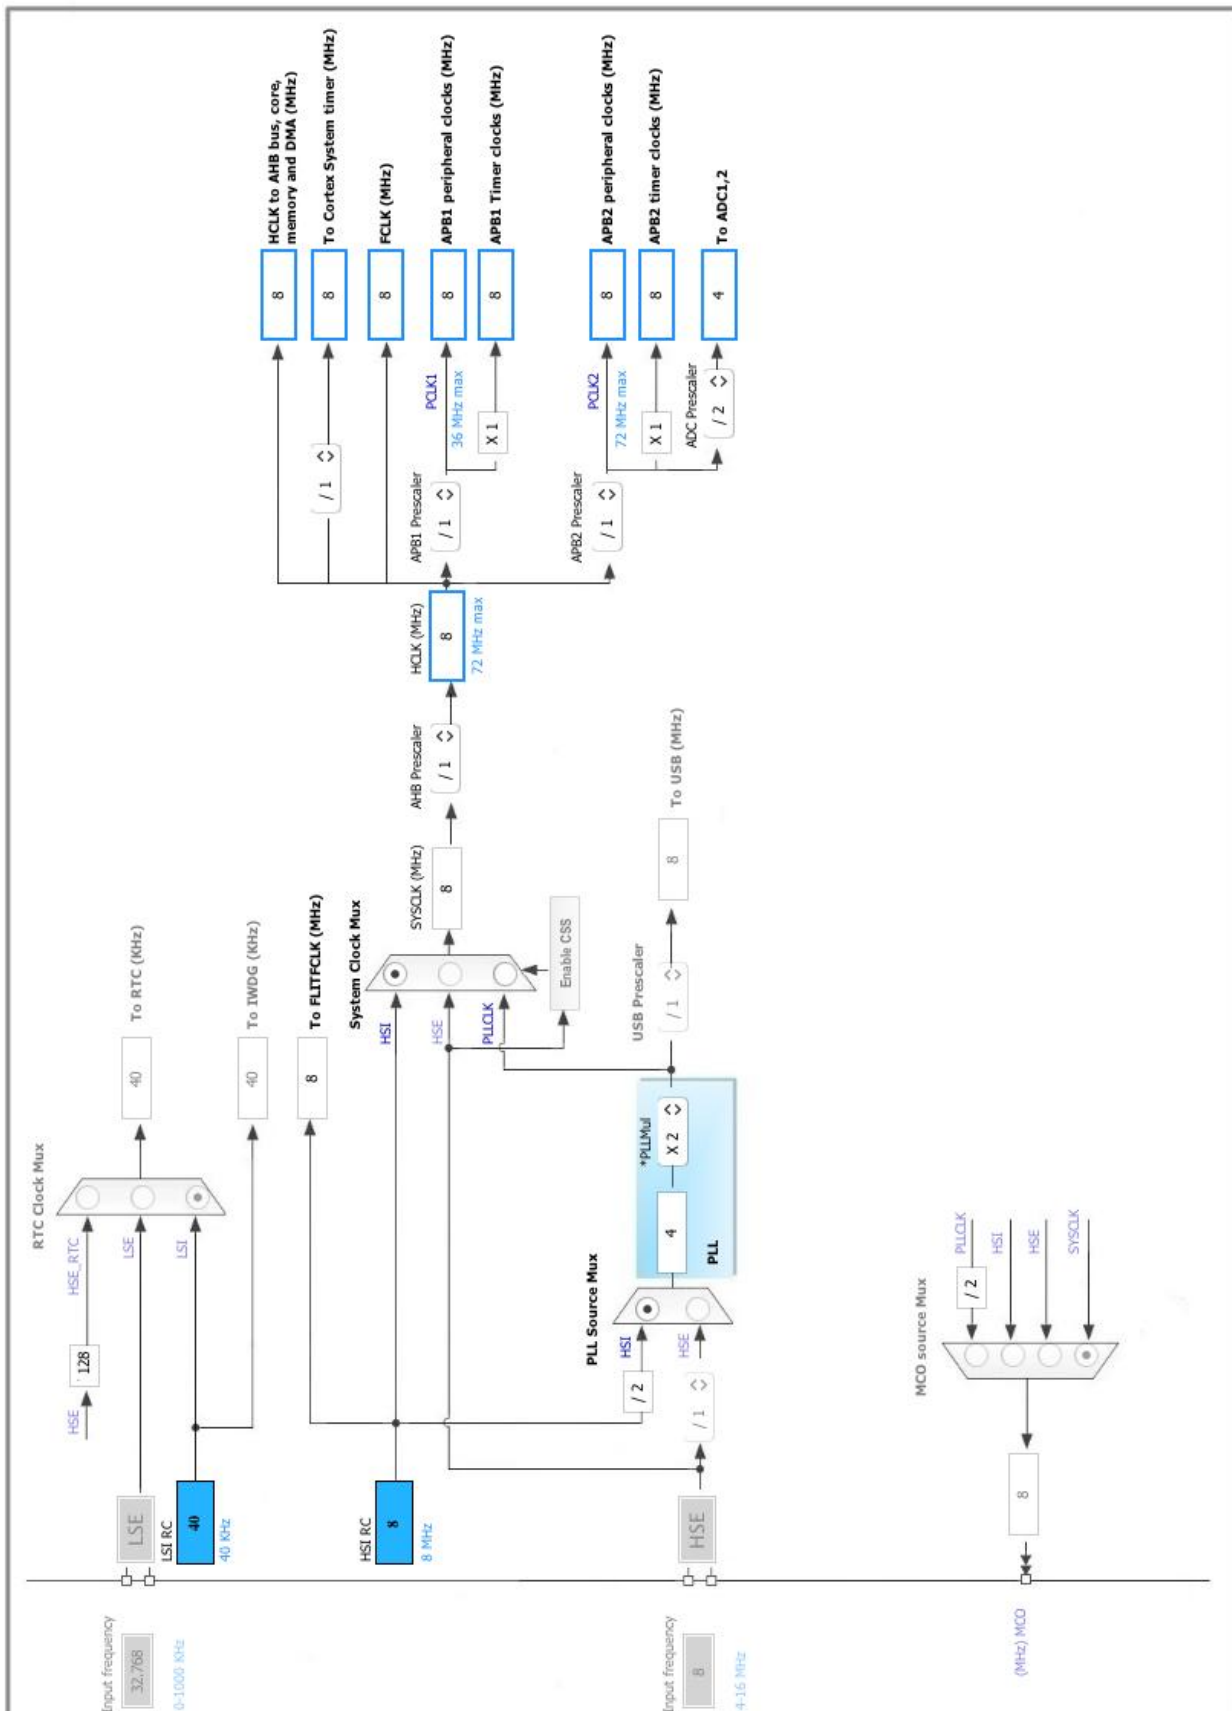 RTC Clock Mux
HSE
128
HSE_RTC
LSE
LSI
40
To RTC (KHz)
40
To IWDG (KHz)
Input frequency
32.768
0-1000 KHz
LSE
LSI RC
40
40 KHz
8
To FLITFCLK (MHz)
HSI RC
8
8 MHz
System Clock Mux
HSI
HSE
PLLCLK
Enable CSS
SYSCLK (MHz)
8
AHB Prescaler
/ 1
HCLK (MHz)
8
72 MHz max
8
HCLK to AHB bus, core,
memory and DMA (MHz)
/ 1
8
To Cortex System timer (MHz)
8
FCLK (MHz)
APB1 Prescaler
/ 1
PCLK1
36 MHz max
8
APB1 peripheral clocks (MHz)
X 1
8
APB1 Timer clocks (MHz)
APB2 Prescaler
/ 1
PCLK2
72 MHz max
8
APB2 peripheral clocks (MHz)
X 1
8
APB2 timer clocks (MHz)
ADC Prescaler
/ 2
4
To ADC1,2
PLL Source Mux
/ 2
HSI
HSE
/ 1
4
*PLLMul
X 2
PLL
USB Prescaler
/ 1
8
To USB (MHz)
Input frequency
8
4-16 MHz
HSE
MCO source Mux
(MHz) MCO
8
/ 2
PLLCLK
HSI
HSE
SYSCLK